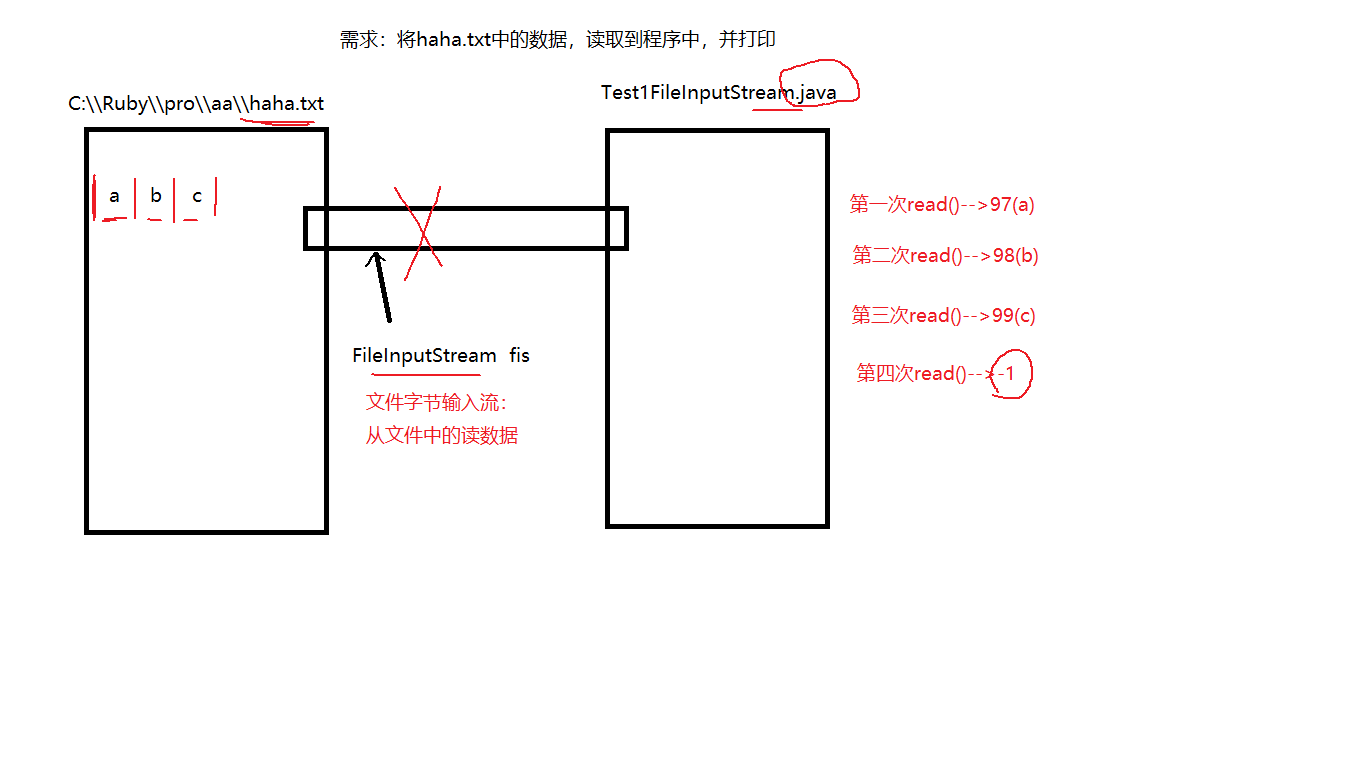 需求：将haha.txt中的数据，读取到程序中，并打印
C:\\Ruby\\pro\\aa\\haha.txt
Test1FileInputStream.java
a b c
第一次read()-->97(a)
第二次read()-->98(b)
第三次read()-->99(c)
第四次read()-->-1
FileInputStream fis
文件字节输入流：
从文件中的读数据